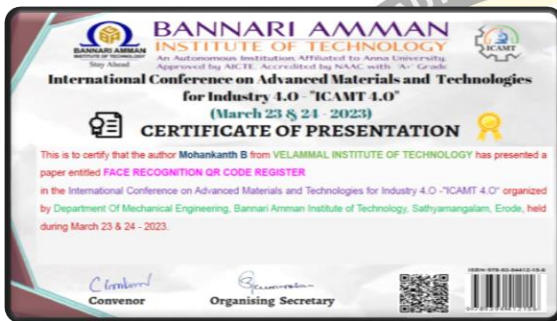 BANNARI AMMAN
INSTITUTE OF TECHNOLOGY
An Autonomous Institution Affiliated to Anna University
Approved by AICTE Accredited by NAAC with 'A+' Grade
BANNARI AMMAN
Stay Ahead
ICAMT
International Conference on Advanced Materials and Technologies
for Industry 4.0 - "ICAMT 4.0"
(March 23 & 24 - 2023)
CERTIFICATE OF PRESENTATION
This is to certify that the author Mohankanth B from VELAMMAL INSTITUTE OF TECHNOLOGY has presented a
paper entitled FACE RECOGNITION QR CODE REGISTER
in the International Conference on Advanced Materials and Technologies for Industry 4.O -"ICAMT 4.O" organized
by Department Of Mechanical Engineering, Bannari Amman Institute of Technology, Sathyamangalam, Erode, held
during March 23 & 24 - 2023.
Convenor
Organising Secretary